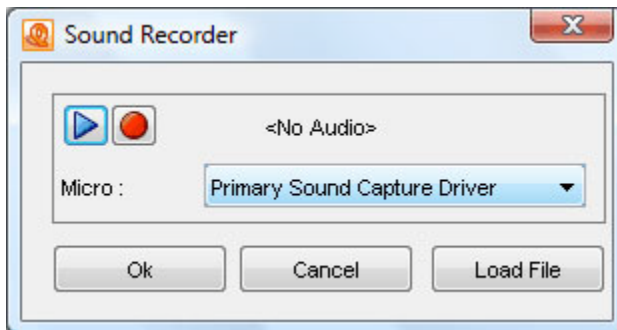 Sound Recorder
<No Audio>
Micro :
Primary Sound Capture Driver
Ok
Cancel
Load File